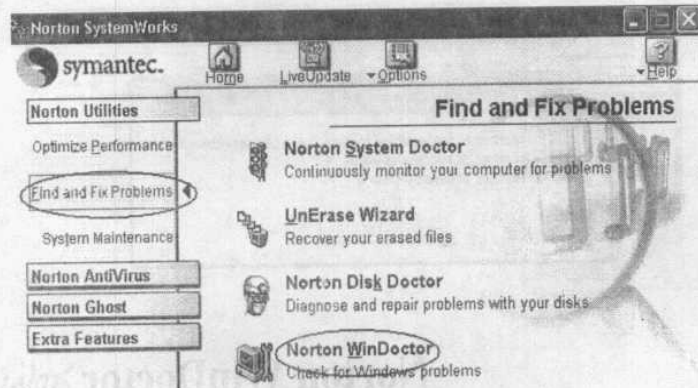 Norton SystemWorks
symantec.
Home
LiveUpdate
Options
Help
Norton Utilities
Optimize Performance
Find and Fix Problems
System Maintenance
Norton AntiVirus
Norton Ghost
Extra Features
Find and Fix Problems
Norton System Doctor
Continuously monitor your computer for problems
UnErase Wizard
Recover your erased files
Norton Disk Doctor
Diagnose and repair problems with your disks
Norton WinDoctor
Check for Windows problems